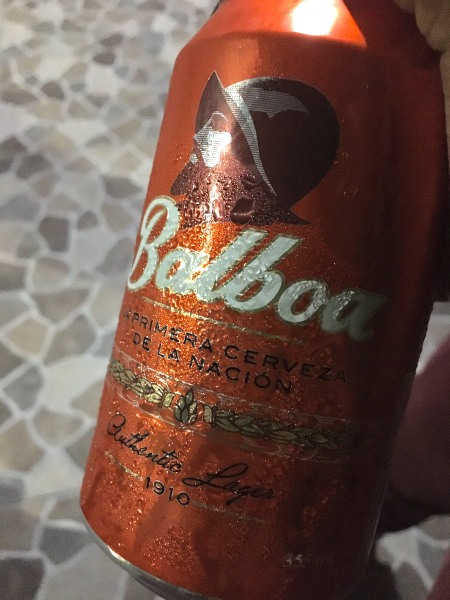 Balboa
PRIMERA CERVEZA
DE LA NACIÓN
Authentic Lager
1910